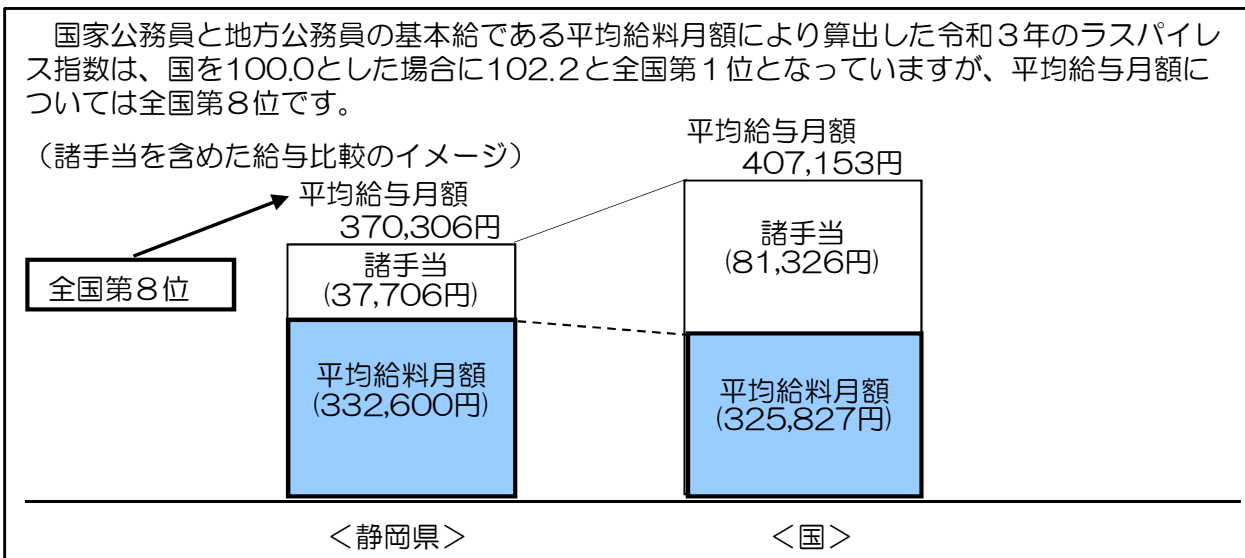 国家公務員と地方公務員の基本給である平均給料月額により算出した令和３年のラスパイレ
ス指数は、国を100.0とした場合に102.2と全国第１位となっていますが、平均給与月額に
ついては全国第８位です。
（諸手当を含めた給与比較のイメージ）
平均給与月額
370,306円
全国第８位
諸手当
(37,706円)
平均給料月額
(332,600円)
＜静岡県＞
平均給与月額
407,153円
諸手当
(81,326円)
平均給料月額
(325,827円)
＜国＞